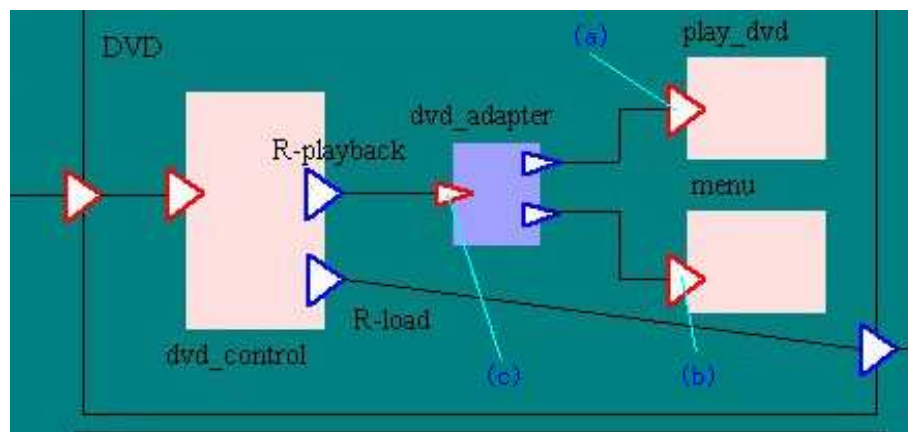 DVD
(a)
play_dvd
dvd_adapter
R-playback
menu
R-load
dvd_control
(c)
(b)